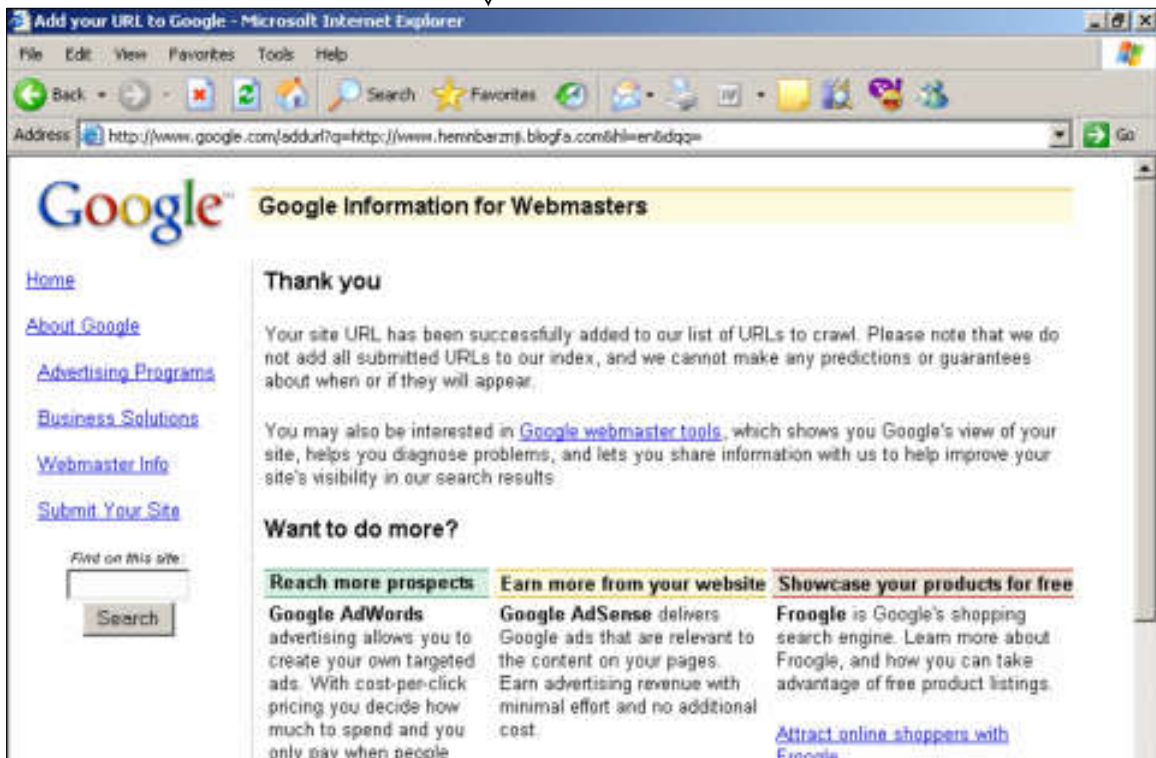 Add your URL to Google - Microsoft Internet Explorer
File Edit View Favorites Tools Help
Back Search Favorites
Address http://www.google.com/addurl?q=http://www.hemnbarznji.blogfa.com&hl=en&dqq= Go
Google™ Google Information for Webmasters
Home
About Google
Advertising Programs
Business Solutions
Webmaster Info
Submit Your Site
Find on this site:
Search
Thank you
Your site URL has been successfully added to our list of URLs to crawl. Please note that we do
not add all submitted URLs to our index, and we cannot make any predictions or guarantees
about when or if they will appear.
You may also be interested in Google webmaster tools, which shows you Google's view of your
site, helps you diagnose problems, and lets you share information with us to help improve your
site's visibility in our search results
Want to do more?
Reach more prospects
Google AdWords
advertising allows you to
create your own targeted
ads. With cost-per-click
pricing you decide how
much to spend and you
only pay when people
Earn more from your website
Google AdSense delivers
Google ads that are relevant to
the content on your pages.
Earn advertising revenue with
minimal effort and no additional
cost.
Showcase your products for free
Froogle is Google's shopping
search engine. Learn more about
Froogle, and how you can take
advantage of free product listings.
Attract online shoppers with
Froogle